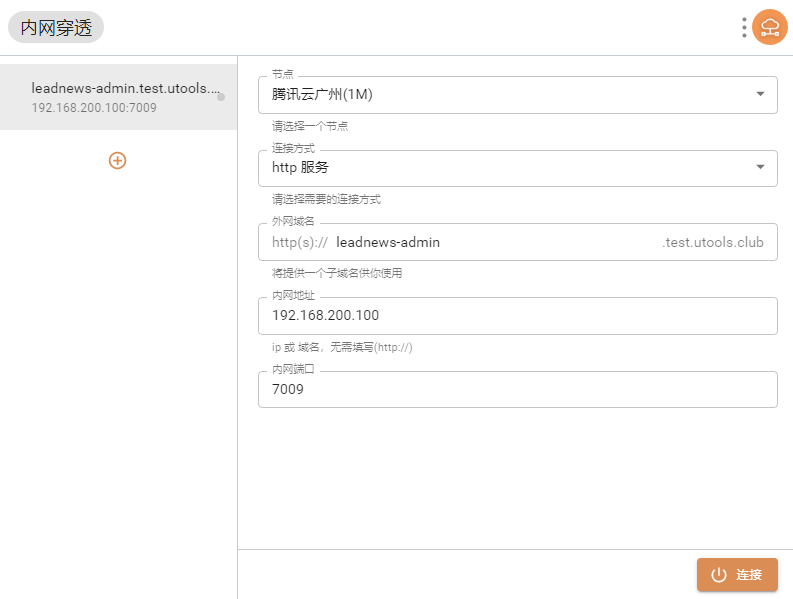 内网穿透
leadnews-admin.test.utools....
192.168.200.100:7009
节点
腾讯云广州(1M)
请选择一个节点
连接方式
http 服务
请选择需要的连接方式
外网域名
http(s):// leadnews-admin .test.utools.club
将提供一个子域名供你使用
内网地址
192.168.200.100
ip 或 域名，无需填写(http://)
内网端口
7009
连接